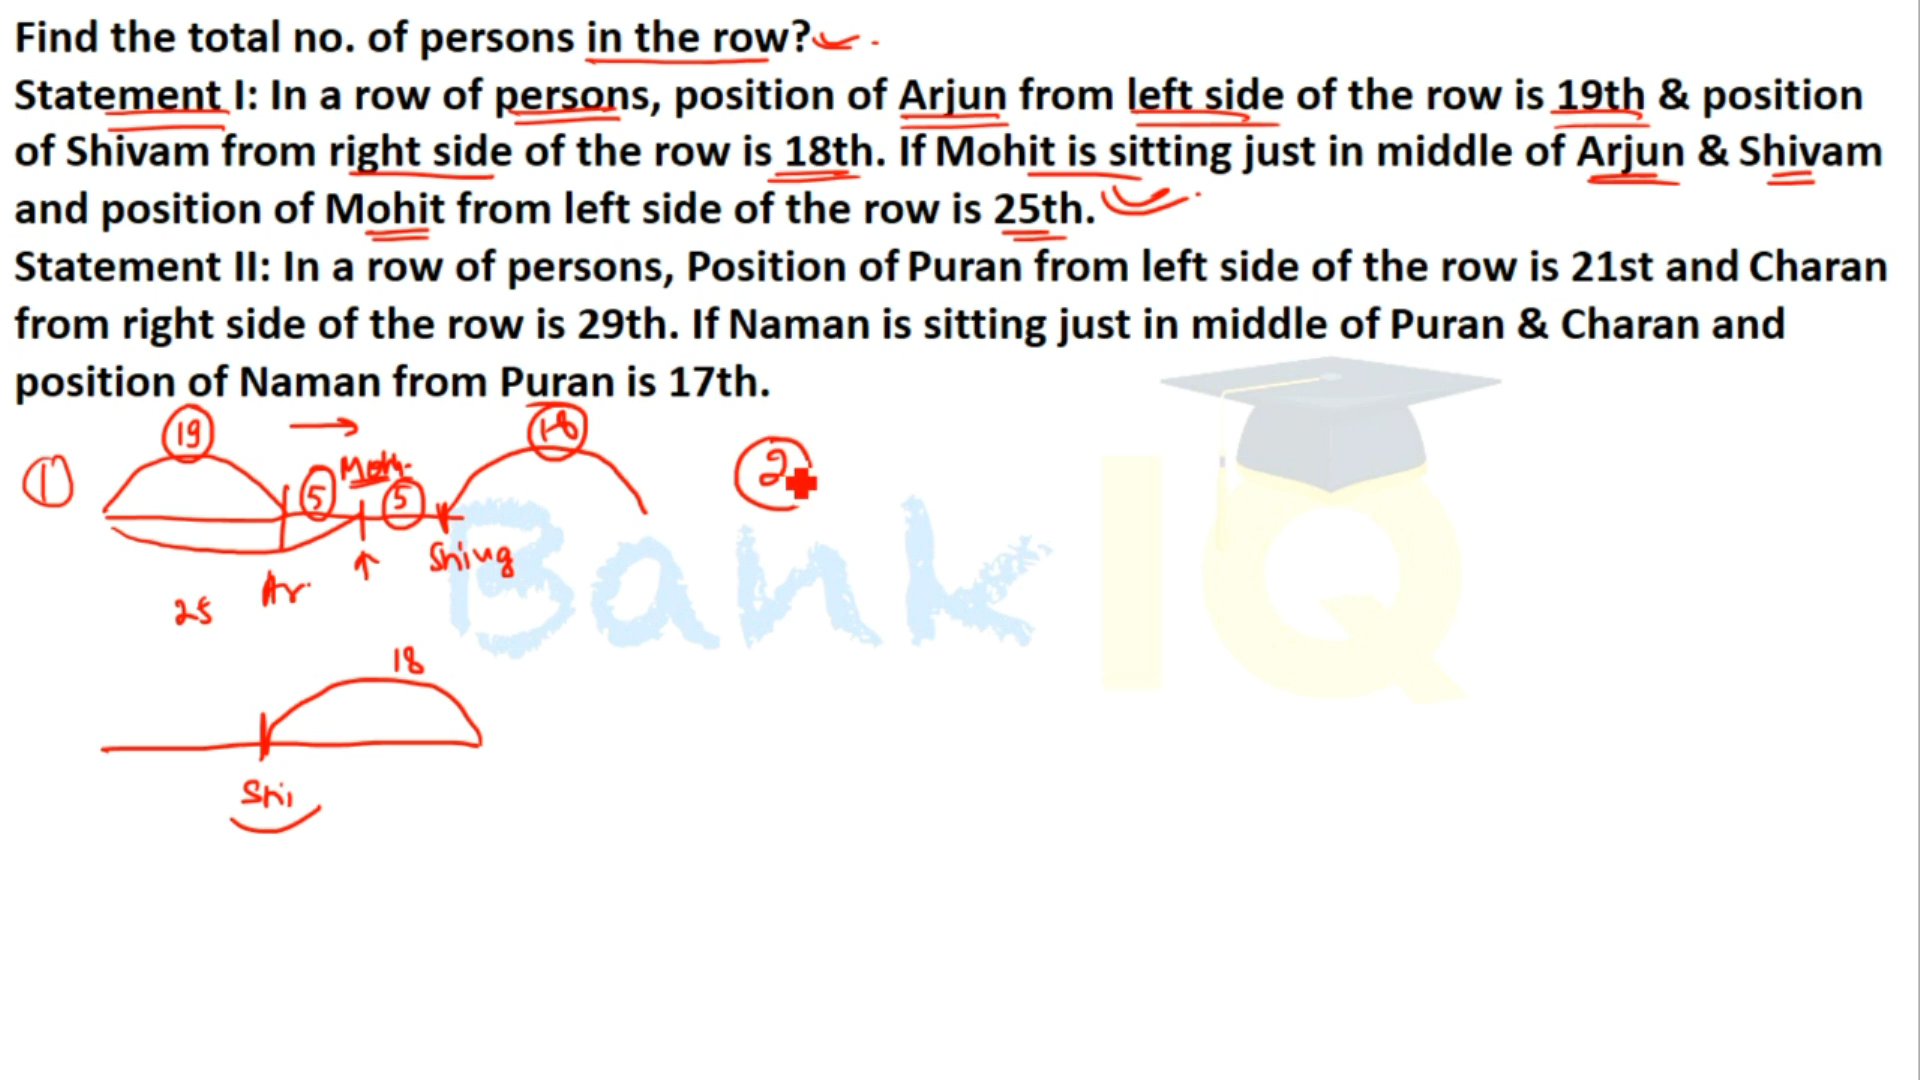 Find the total no. of persons in the row?
Statement I: In a row of persons, position of Arjun from left side of the row is 19th & position
of Shivam from right side of the row is 18th. If Mohit is sitting just in middle of Arjun & Shivam
and position of Mohit from left side of the row is 25th.
Statement II: In a row of persons, Position of Puran from left side of the row is 21st and Charan
from right side of the row is 29th. If Naman is sitting just in middle of Puran & Charan and
position of Naman from Puran is 17th.
19 18
1 5 Moh. 5 2
Ar.
25
18
Shi
Bank IQ